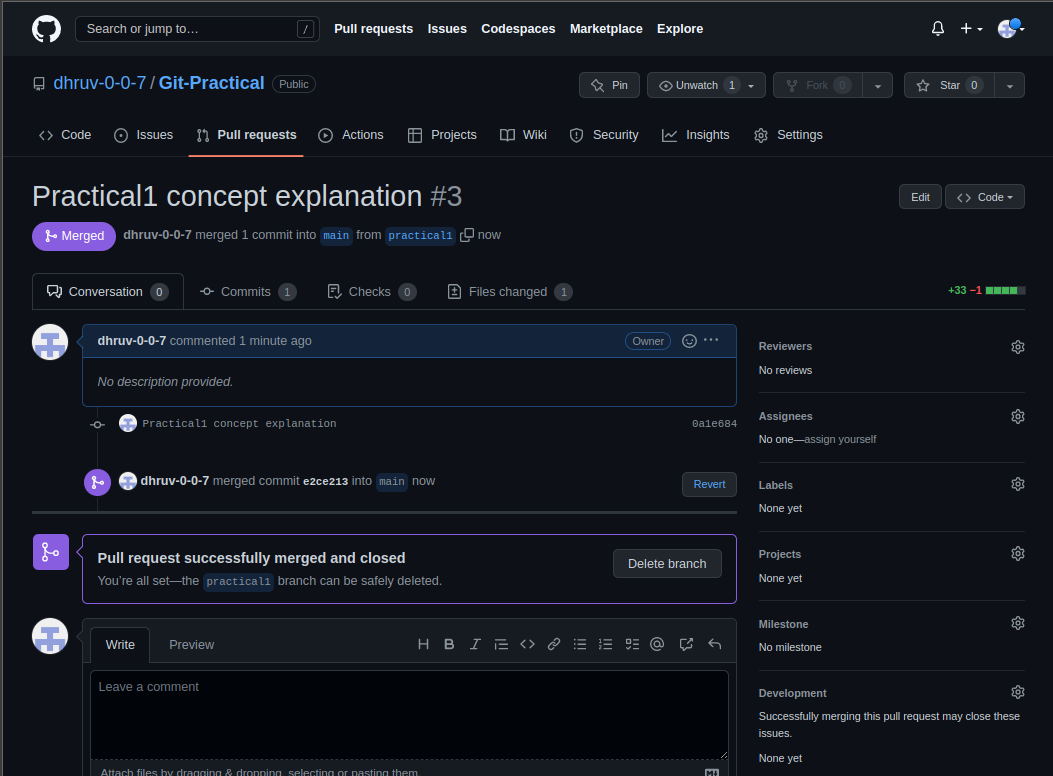 Search or jump to… /
Pull requests Issues Codespaces Marketplace Explore
dhruv-0-0-7 / Git-Practical Public
Pin Unwatch 1 Fork 0 Star 0
Code Issues Pull requests Actions Projects Wiki Security Insights Settings
Practical1 concept explanation #3
Edit Code
Merged dhruv-0-0-7 merged 1 commit into main from practical1 now
Conversation 0 Commits 1 Checks 0 Files changed 1 +33 −1
dhruv-0-0-7 commented 1 minute ago Owner
No description provided.
Practical1 concept explanation 0a1e684
dhruv-0-0-7 merged commit e2ce213 into main now Revert
Pull request successfully merged and closed
You're all set—the practical1 branch can be safely deleted.
Delete branch
Write Preview
H B I @
Leave a comment
Attach files by dragging & dropping, selecting or pasting them.
Reviewers
No reviews
Assignees
No one—assign yourself
Labels
None yet
Projects
None yet
Milestone
No milestone
Development
Successfully merging this pull request may close these
issues.
None yet